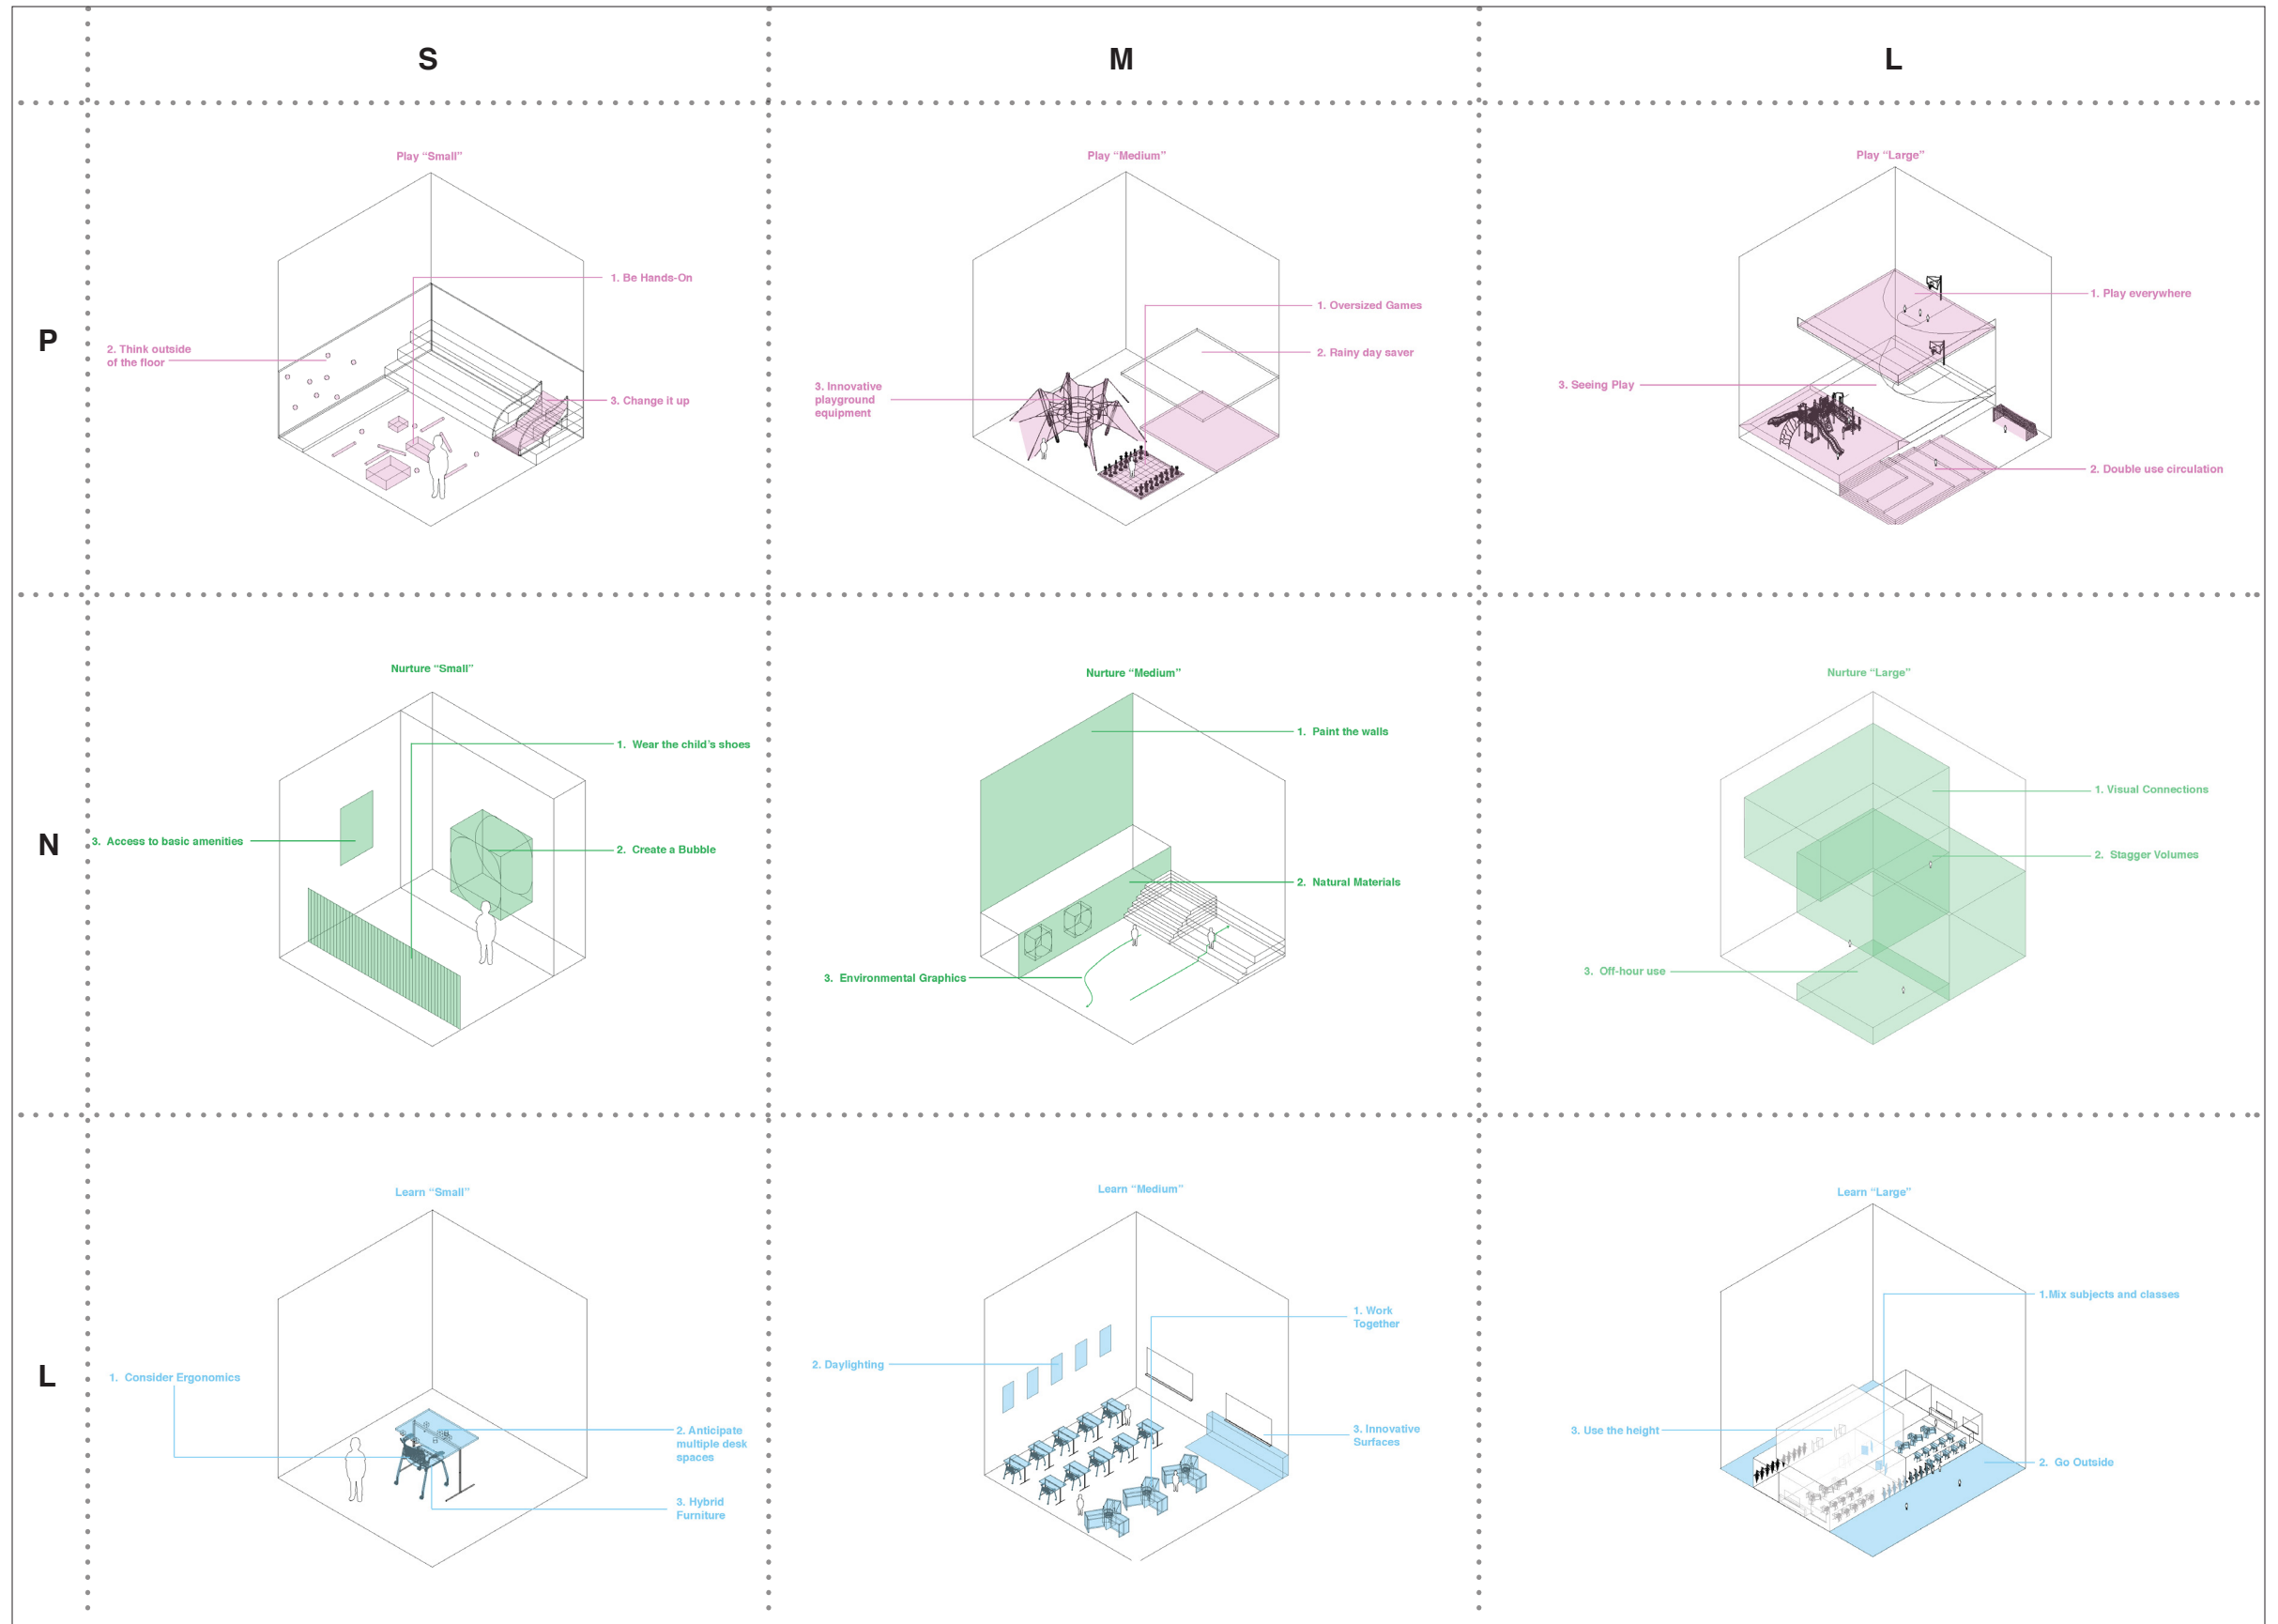 S
M
L
P
Play “Small”
1. Be Hands-On
2. Think outside
of the floor
3. Change it up
Play “Medium”
1. Oversized Games
2. Rainy day saver
3. Innovative
playground
equipment
Play “Large”
1. Play everywhere
3. Seeing Play
2. Double use circulation
N
Nurture “Small”
1. Wear the child’s shoes
3. Access to basic amenities
2. Create a Bubble
Nurture “Medium”
1. Paint the walls
2. Natural Materials
3. Environmental Graphics
Nurture “Large”
1. Visual Connections
2. Stagger Volumes
3. Off-hour use
L
Learn “Small”
1. Consider Ergonomics
2. Anticipate
multiple desk
spaces
3. Hybrid
Furniture
Learn “Medium”
1. Work
Together
2. Daylighting
3. Innovative
Surfaces
Learn “Large”
1.Mix subjects and classes
3. Use the height
2. Go Outside